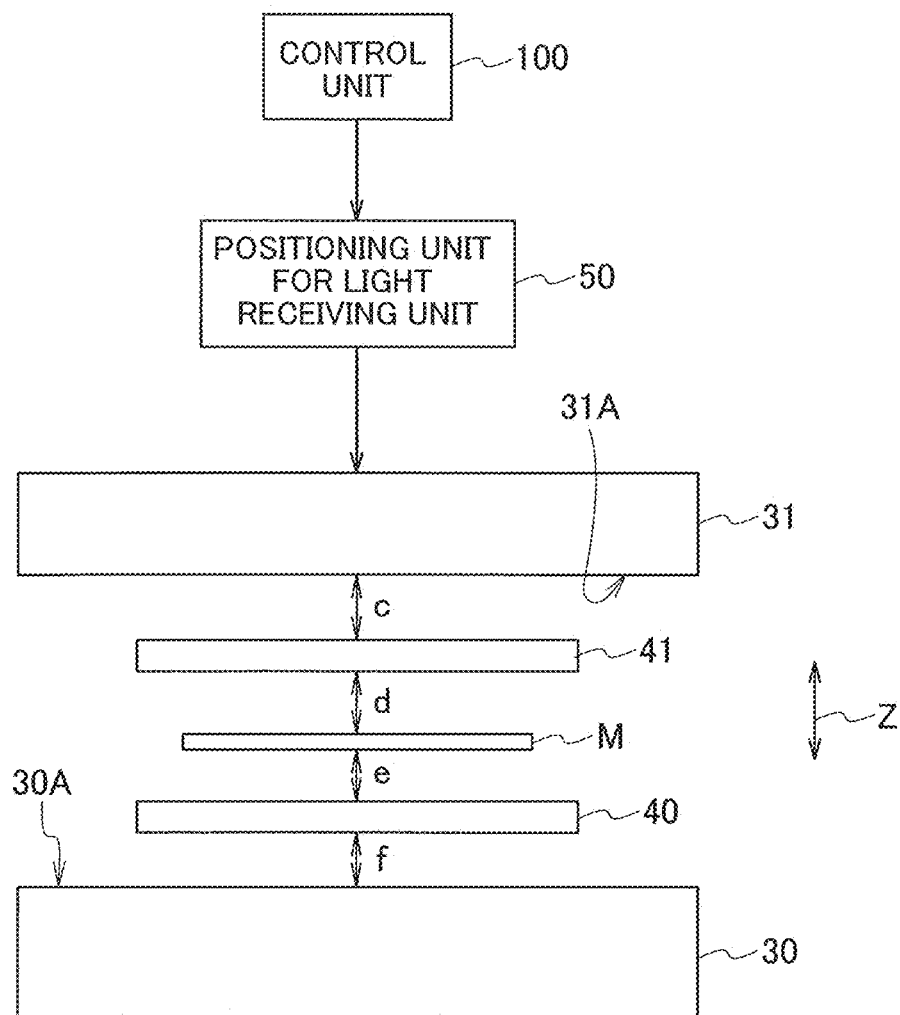 CONTROL
UNIT
100
POSITIONING UNIT
FOR LIGHT
RECEIVING UNIT
50
31A
31
c
41
d
Z
M
e
30A
40
f
30